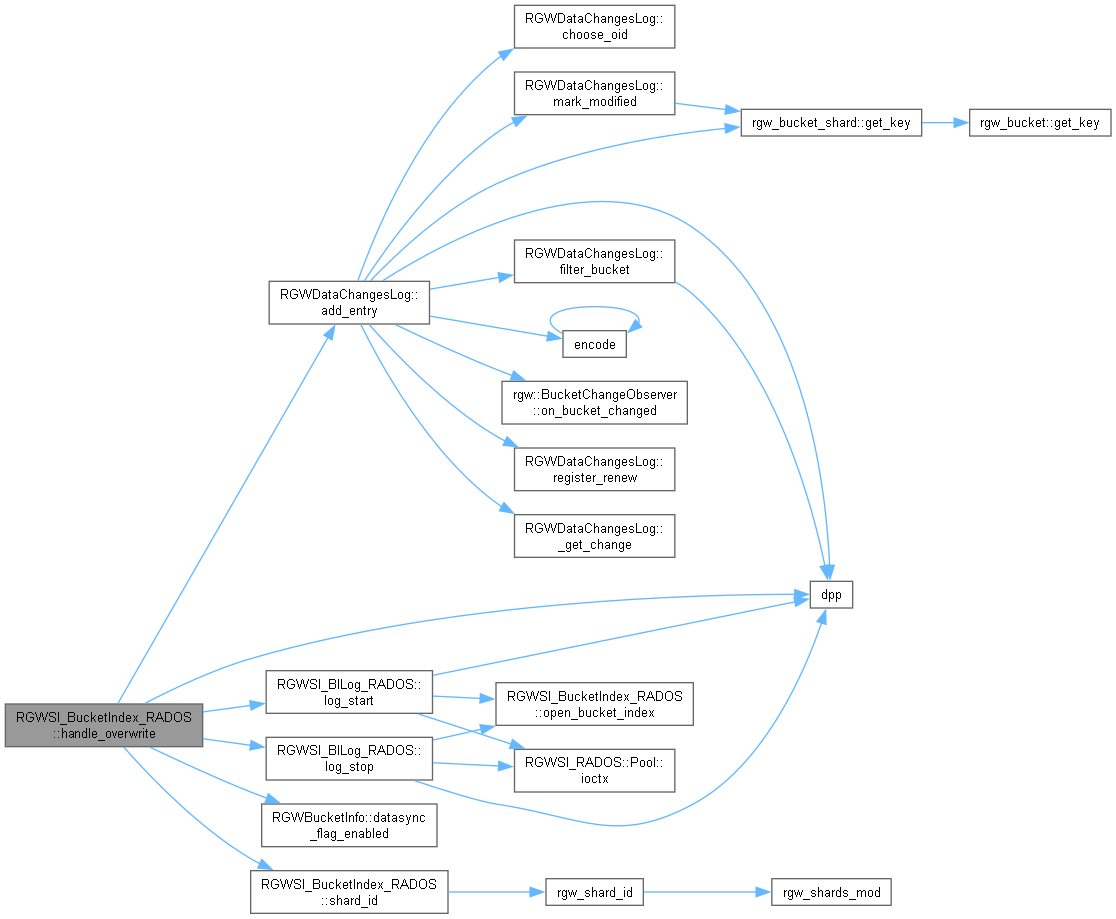 RGWDataChangesLog::
choose_oid
RGWDataChangesLog::
mark_modified
rgw_bucket_shard::get_key
rgw_bucket::get_key
RGWDataChangesLog::
filter_bucket
RGWDataChangesLog::
add_entry
encode
rgw::BucketChangeObserver
::on_bucket_changed
RGWDataChangesLog::
register_renew
RGWDataChangesLog::
_get_change
dpp
RGWSI_BILog_RADOS::
log_start
RGWSI_BucketIndex_RADOS
::open_bucket_index
RGWSI_BucketIndex_RADOS
::handle_overwrite
RGWSI_BILog_RADOS::
log_stop
RGWSI_RADOS::Pool::
ioctx
RGWBucketInfo::datasync
_flag_enabled
RGWSI_BucketIndex_RADOS
::shard_id
rgw_shard_id
rgw_shards_mod